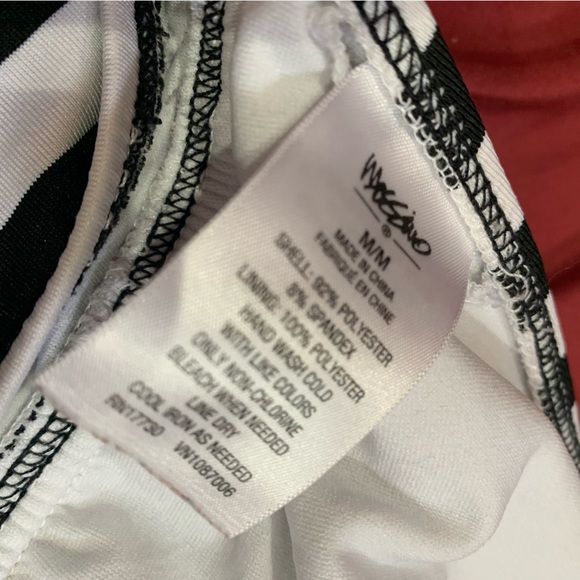 MOSSIMO
®
M/M
MADE IN CHINA
FABRIQUE EN CHINE
SHELL: 92% POLYESTER
8% SPANDEX
LINING: 100% POLYESTER
HAND WASH COLD
WITH LIKE COLORS
ONLY NON-CHLORINE
BLEACH WHEN NEEDED
LINE DRY
COOL IRON AS NEEDED
RN17730 VN1087006